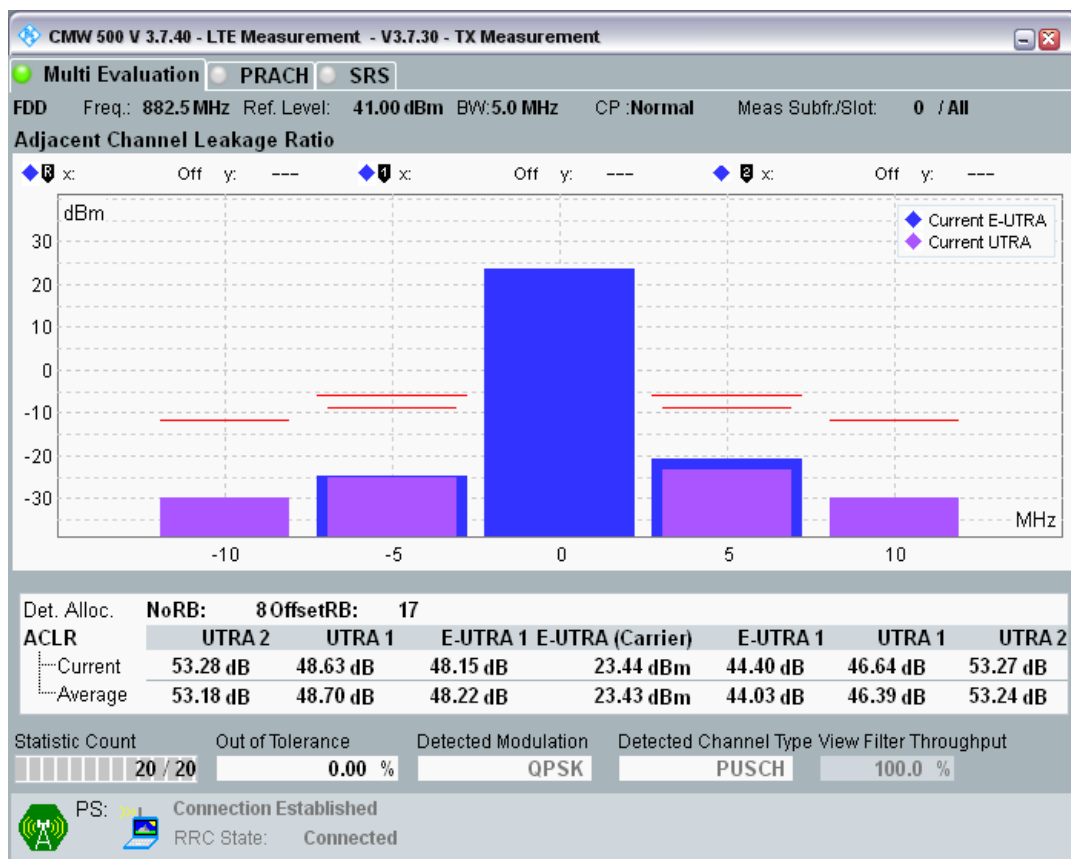 CMW 500 V 3.7.40 - LTE Measurement - V3.7.30 - TX Measurement
Multi Evaluation PRACH SRS
FDD Freq.: 882.5 MHz Ref. Level: 41.00 dBm BW:5.0 MHz CP :Normal Meas Subfr./Slot: 0 / All
Adjacent Channel Leakage Ratio
R x: Off y: --- 1 x: Off y: --- 2 x: Off y: ---
dBm
Current E-UTRA
Current UTRA
30
20
10
0
-10
-20
-30
MHz
-10 -5 0 5 10
Det. Alloc. NoRB: 8 OffsetRB: 17
ACLR UTRA 2 UTRA 1 E-UTRA 1 E-UTRA (Carrier) E-UTRA 1 UTRA 1 UTRA 2
Current 53.28 dB 48.63 dB 48.15 dB 23.44 dBm 44.40 dB 46.64 dB 53.27 dB
Average 53.18 dB 48.70 dB 48.22 dB 23.43 dBm 44.03 dB 46.39 dB 53.24 dB
Statistic Count Out of Tolerance Detected Modulation Detected Channel Type View Filter Throughput
20 / 20 0.00 % QPSK PUSCH 100.0 %
PS: Connection Established
RRC State: Connected